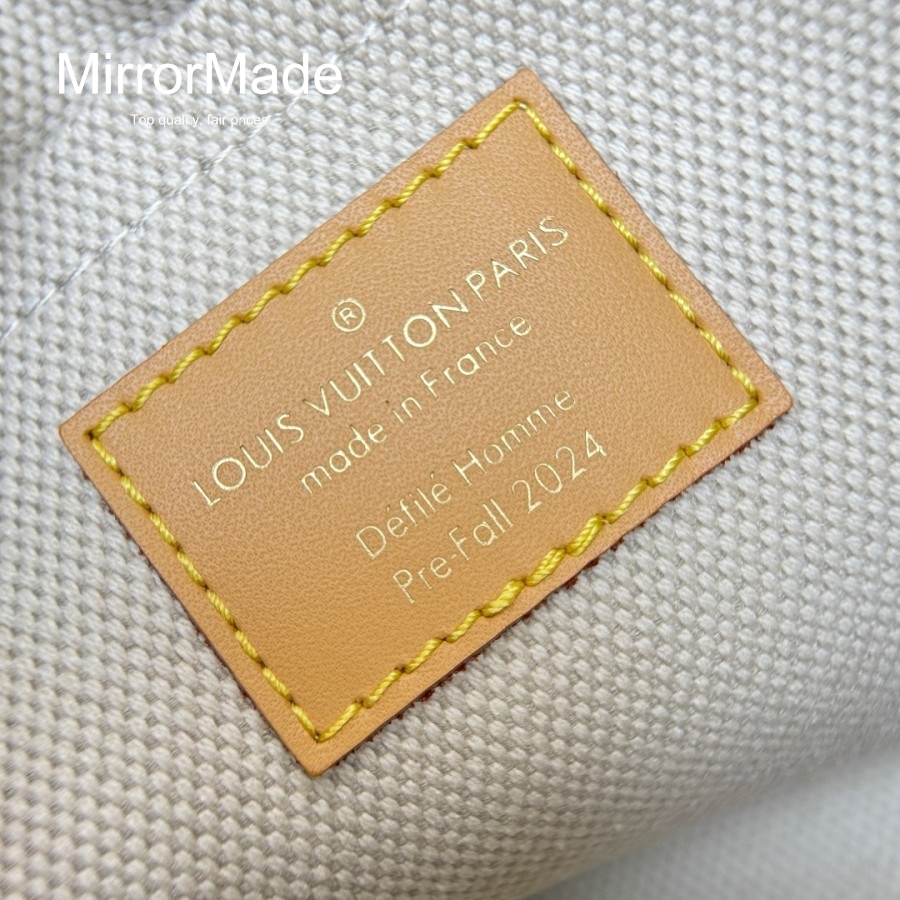 MirrorMade
Top quality, fair prices
®
LOUIS VUITTON PARIS
made in France
Défilé Homme
Pre-Fall 2024